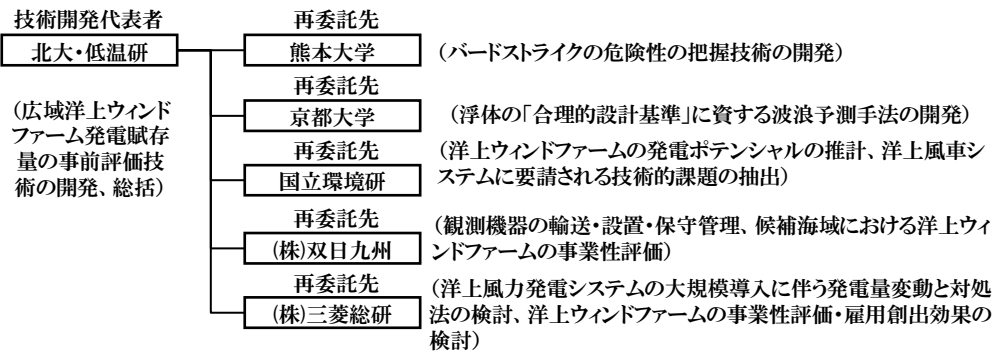 技術開発代表者
北大・低温研
(広域洋上ウィンド
ファーム発電賦存
量の事前評価技
術の開発、総括)
再委託先
熊本大学
(バードストライクの危険性の把握技術の開発)
再委託先
京都大学
(浮体の「合理的設計基準」に資する波浪予測手法の開発)
再委託先
国立環境研
(洋上ウィンドファームの発電ポテンシャルの推計、洋上風車シ
ステムに要請される技術的課題の抽出)
再委託先
(株)双日九州
(観測機器の輸送・設置・保守管理、候補海域における洋上ウィ
ンドファームの事業性評価)
再委託先
(株)三菱総研
(洋上風力発電システムの大規模導入に伴う発電量変動と対処
法の検討、洋上ウィンドファームの事業性評価・雇用創出効果の
検討)